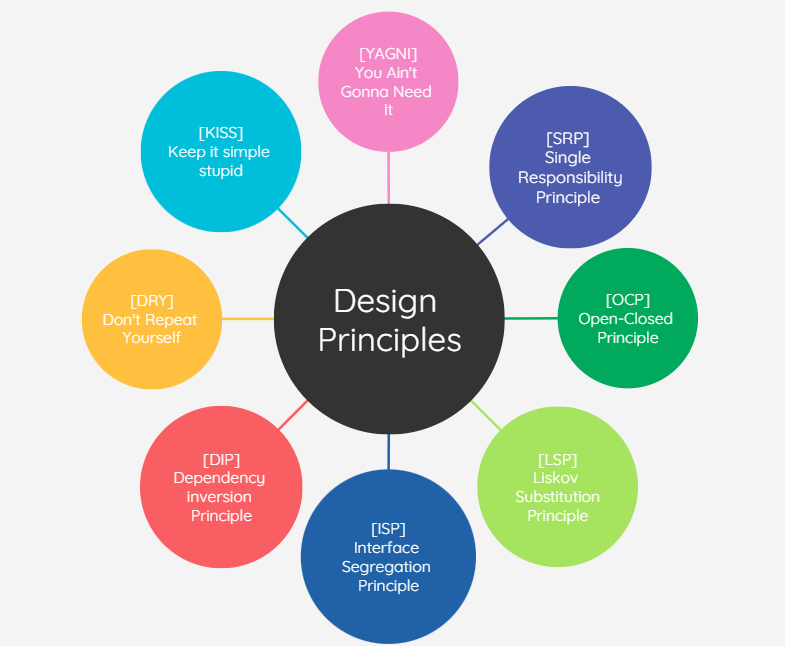 [YAGNI]
You Ain't
Gonna Need
It
[KISS]
Keep it simple
stupid
[SRP]
Single
Responsibility
Principle
[DRY]
Don't Repeat
Yourself
Design
Principles
[OCP]
Open-Closed
Principle
[DIP]
Dependency
inversion
Principle
[LSP]
Liskov
Substitution
Principle
[ISP]
Interface
Segregation
Principle